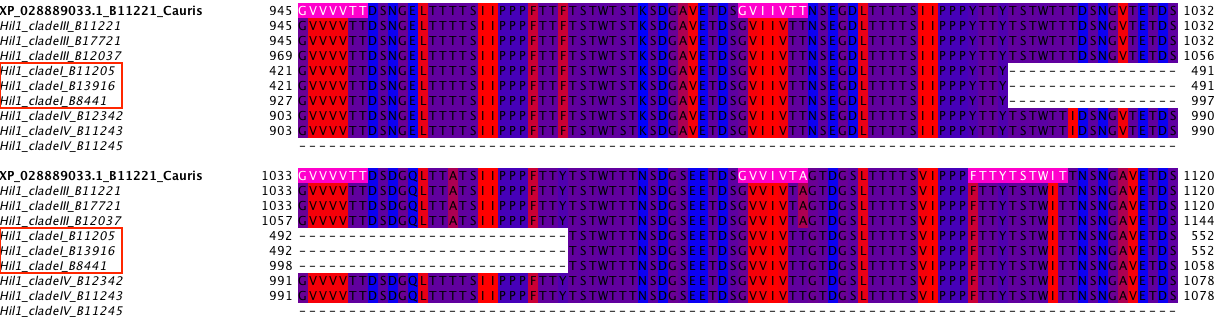 XP_028889033.1_B11221_Cauris 945 GVVVVTTDSNGELTTTTSIIPPPFTTFTSTWTSTKSDGAVETDSGVIIVTTNSEGDLTTTTSIIPPPYTTYTSTWTTTDSNGVTETDS 1032
Hil1_cladeIII_B11221 945 GVVVVTTDSNGELTTTTSIIPPPFTTFTSTWTSTKSDGAVETDSGVIIVTTNSEGDLTTTTSIIPPPYTTYTSTWTTTDSNGVTETDS 1032
Hil1_cladeIII_B17721 945 GVVVVTTDSNGELTTTTSIIPPPFTTFTSTWTSTKSDGAVETDSGVIIVTTNSEGDLTTTTSIIPPPYTTYTSTWTTTDSNGVTETDS 1032
Hil1_cladeIII_B12037 969 GVVVVTTDSNGELTTTTSIIPPPFTTFTSTWTSTKSDGAVETDSGVIIVTTNSEGDLTTTTSIIPPPYTTYTSTWTTTDSNGVTETDS 1056
Hil1_cladeI_B11205 421 GVVVVTTDSNGELTTTTSIIPPPFTTFTSTWTSTKSDGAVETDSGVIIVTTNSEGDLTTTTSIIPPPYTTY----------------- 491
Hil1_cladeI_B13916 421 GVVVVTTDSNGELTTTTSIIPPPFTTFTSTWTSTKSDGAVETDSGVIIVTTNSEGDLTTTTSIIPPPYTTY----------------- 491
Hil1_cladeI_B8441 927 GVVVVTTDSNGELTTTTSIIPPPFTTFTSTWTSTKSDGAVETDSGVIIVTTNSEGDLTTTTSIIPPPYTTY----------------- 997
Hil1_cladeIV_B12342 903 GVVVVTTDSNGELTTTTSIIPPPFTTFTSTWTSTKSDGAVETDSGVIIVTTNSEGDLTTTTSIIPPPYTTYTSTWTTIDSNGVTETDS 990
Hil1_cladeIV_B11243 903 GVVVVTTDSNGELTTTTSIIPPPFTTFTSTWTSTKSDGAVETDSGVIIVTTNSEGDLTTTTSIIPPPYTTYTSTWTTIDSNGVTETDS 990
Hil1_cladeIV_B11245 ----------------------------------------------------------------------------------------
XP_028889033.1_B11221_Cauris 1033 GVVVVTTDSDGQLTTATSIIPPPFTTYTSTWTTTNSDGSEETDSGVVIVTAGTDGSLTTTTSVIPPPFTTYTSTWITTNSNGAVETDS 1120
Hil1_cladeIII_B11221 1033 GVVVVTTDSDGQLTTATSIIPPPFTTYTSTWTTTNSDGSEETDSGVVIVTAGTDGSLTTTTSVIPPPFTTYTSTWITTNSNGAVETDS 1120
Hil1_cladeIII_B17721 1033 GVVVVTTDSDGQLTTATSIIPPPFTTYTSTWTTTNSDGSEETDSGVVIVTAGTDGSLTTTTSVIPPPFTTYTSTWITTNSNGAVETDS 1120
Hil1_cladeIII_B12037 1057 GVVVVTTDSDGQLTTATSIIPPPFTTYTSTWTTTNSDGSEETDSGVVIVTAGTDGSLTTTTSVIPPPFTTYTSTWITTNSNGAVETDS 1144
Hil1_cladeI_B11205 492 ---------------------------TSTWTTTNSDGSEETDSGVVIVTTGTDGSLTTTTSVIPPPFTTYTSTWITTNSNGAVETDS 552
Hil1_cladeI_B13916 492 ---------------------------TSTWTTTNSDGSEETDSGVVIVTTGTDGSLTTTTSVIPPPFTTYTSTWITTNSNGAVETDS 552
Hil1_cladeI_B8441 998 ---------------------------TSTWTTTNSDGSEETDSGVVIVTTGTDGSLTTTTSVIPPPFTTYTSTWITTNSNGAVETDS 1058
Hil1_cladeIV_B12342 991 GVVVVTTDSDGQLTTTTSIIPPPFTTYTSTWTTTNSDGSEETDSGVVIVTTGTDGSLTTTTSVIPPPFTTYTSTWITTNSNGAVETDS 1078
Hil1_cladeIV_B11243 991 GVVVVTTDSDGQLTTTTSIIPPPFTTYTSTWTTTNSDGSEETDSGVVIVTTGTDGSLTTTTSVIPPPFTTYTSTWITTNSNGAVETDS 1078
Hil1_cladeIV_B11245 ----------------------------------------------------------------------------------------